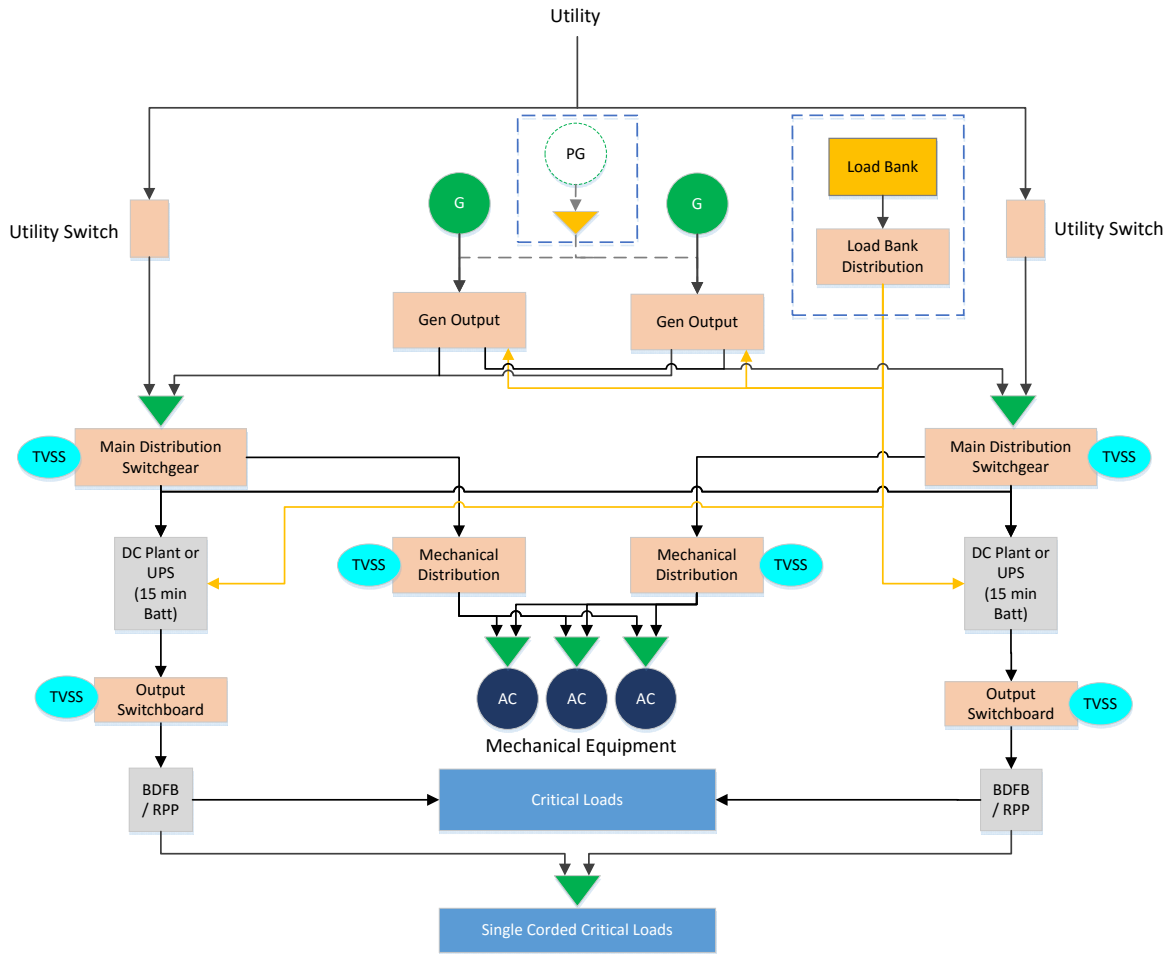 Utility
PG
Load Bank
G
G
Utility Switch
Load Bank
Distribution
Utility Switch
Gen Output
Gen Output
TVSS
Main Distribution
Switchgear
Main Distribution
Switchgear
TVSS
DC Plant or
UPS
(15 min
Batt)
TVSS
Mechanical
Distribution
Mechanical
Distribution
TVSS
DC Plant or
UPS
(15 min
Batt)
TVSS
Output
Switchboard
AC
AC
AC
Output
Switchboard
TVSS
Mechanical Equipment
BDFB
/ RPP
Critical Loads
BDFB
/ RPP
Single Corded Critical Loads